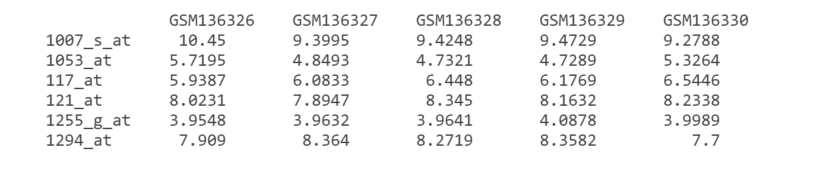 GSM136326 GSM136327 GSM136328 GSM136329 GSM136330
1007_s_at 10.45 9.3995 9.4248 9.4729 9.2788
1053_at 5.7195 4.8493 4.7321 4.7289 5.3264
117_at 5.9387 6.0833 6.448 6.1769 6.5446
121_at 8.0231 7.8947 8.345 8.1632 8.2338
1255_g_at 3.9548 3.9632 3.9641 4.0878 3.9989
1294_at 7.909 8.364 8.2719 8.3582 7.7